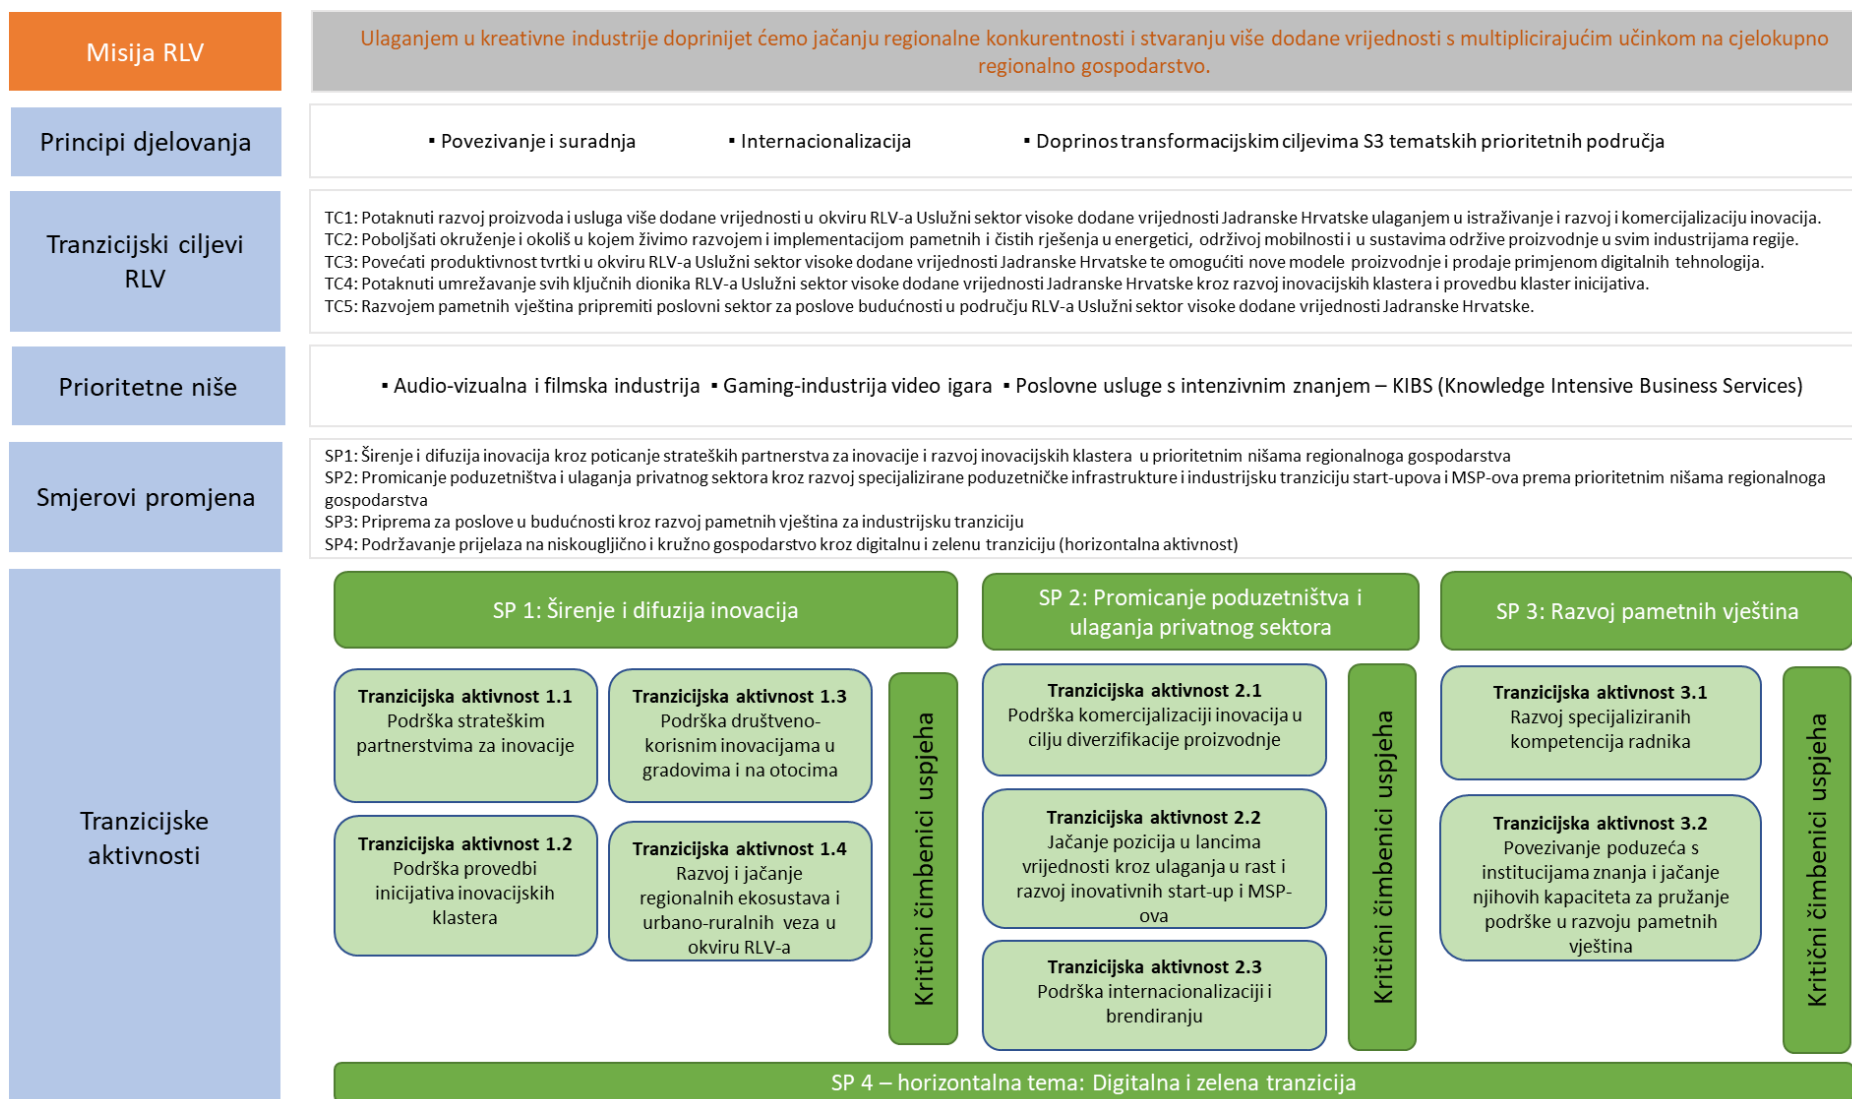 Misija RLV
Ulaganjem u kreativne industrije doprinijet ćemo jačanju regionalne konkurentnosti i stvaranju više dodane vrijednosti s multiplicirajućim učinkom na cjelokupno
regionalno gospodarstvo.
Principi djelovanja
▪ Povezivanje i suradnja ▪ Internacionalizacija ▪ Doprinos transformacijskim ciljevima S3 tematskih prioritetnih područja
Tranzicijski ciljevi
RLV
TC1: Potaknuti razvoj proizvoda i usluga više dodane vrijednosti u okviru RLV-a Uslužni sektor visoke dodane vrijednosti Jadranske Hrvatske ulaganjem u istraživanje i razvoj i komercijalizaciju inovacija.
TC2: Poboljšati okruženje i okoliš u kojem živimo razvojem i implementacijom pametnih i čistih rješenja u energetici, održivoj mobilnosti i u sustavima održive proizvodnje u svim industrijama regije.
TC3: Povećati produktivnost tvrtki u okviru RLV-a Uslužni sektor visoke dodane vrijednosti Jadranske Hrvatske te omogućiti nove modele proizvodnje i prodaje primjenom digitalnih tehnologija.
TC4: Potaknuti umrežavanje svih ključnih dionika RLV-a Uslužni sektor visoke dodane vrijednosti Jadranske Hrvatske kroz razvoj inovacijskih klastera i provedbu klaster inicijativa.
TC5: Razvojem pametnih vještina pripremiti poslovni sektor za poslove budućnosti u području RLV-a Uslužni sektor visoke dodane vrijednosti Jadranske Hrvatske.
Prioritetne niše
▪ Audio-vizualna i filmska industrija ▪ Gaming-industrija video igara ▪ Poslovne usluge s intenzivnim znanjem – KIBS (Knowledge Intensive Business Services)
Smjerovi promjena
SP1: Širenje i difuzija inovacija kroz poticanje strateških partnerstva za inovacije i razvoj inovacijskih klastera u prioritetnim nišama regionalnoga gospodarstva
SP2: Promicanje poduzetništva i ulaganja privatnog sektora kroz razvoj specijalizirane poduzetničke infrastrukture i industrijsku tranziciju start-upova i MSP-ova prema prioritetnim nišama regionalnoga
gospodarstva
SP3: Priprema za poslove u budućnosti kroz razvoj pametnih vještina za industrijsku tranziciju
SP4: Podržavanje prijelaza na niskougljično i kružno gospodarstvo kroz digitalnu i zelenu tranziciju (horizontalna aktivnost)
Tranzicijske
aktivnosti
SP 1: Širenje i difuzija inovacija
Tranzicijska aktivnost 1.1
Podrška strateškim
partnerstvima za inovacije
Tranzicijska aktivnost 1.2
Podrška provedbi
inicijativa inovacijskih
klastera
Tranzicijska aktivnost 1.3
Podrška društveno-
korisnim inovacijama u
gradovima i na otocima
Tranzicijska aktivnost 1.4
Razvoj i jačanje
regionalnih ekosustava i
urbano-ruralnih veza u
okviru RLV-a
Kritični čimbenici uspjeha
SP 2: Promicanje poduzetništva i
ulaganja privatnog sektora
Tranzicijska aktivnost 2.1
Podrška komercijalizaciji inovacija u
cilju diverzifikacije proizvodnje
Tranzicijska aktivnost 2.2
Jačanje pozicija u lancima
vrijednosti kroz ulaganja u rast i
razvoj inovativnih start-up i MSP-
ova
Tranzicijska aktivnost 2.3
Podrška internacionalizaciji i
brendiranju
Kritični čimbenici uspjeha
SP 3: Razvoj pametnih vještina
Tranzicijska aktivnost 3.1
Razvoj specijaliziranih
kompetencija radnika
Tranzicijska aktivnost 3.2
Povezivanje poduzeća s
institucijama znanja i jačanje
njihovih kapaciteta za pružanje
podrške u razvoju pametnih
vještina
Kritični čimbenici uspjeha
SP 4 – horizontalna tema: Digitalna i zelena tranzicija